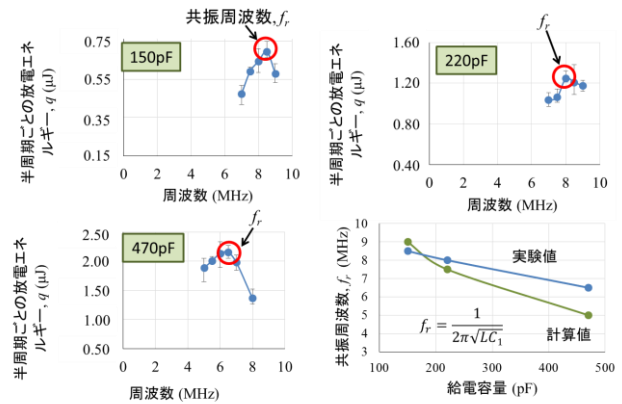 共振周波数, fr
150pF
半周期ごとの放電エネ
ルギー, q (μJ)
0.75
0.55
0.35
0.15
0 2 4 6 8 10
周波数 (MHz)
fr
220pF
半周期ごとの放電エネ
ルギー, q (μJ)
1.60
1.20
0.80
0.40
0 2 4 6 8 10
周波数 (MHz)
fr
470pF
半周期ごとの放電エネ
ルギー, q (μJ)
2.50
2.00
1.50
1.00
0.50
0 2 4 6 8 10
周波数 (MHz)
共振周波数, fr (MHz)
10
9
8
7
6
5
4
3
実験値
計算値
fr = 1 / 2π√LC1
0 100 200 300 400 500
給電容量 (pF)